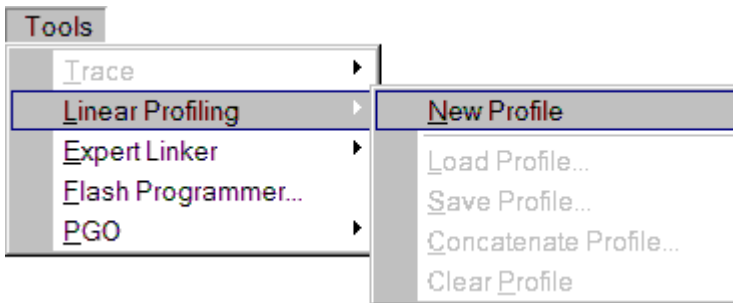 Tools
Trace
Linear Profiling
Expert Linker
Flash Programmer...
PGO
New Profile
Load Profile...
Save Profile...
Concatenate Profile...
Clear Profile